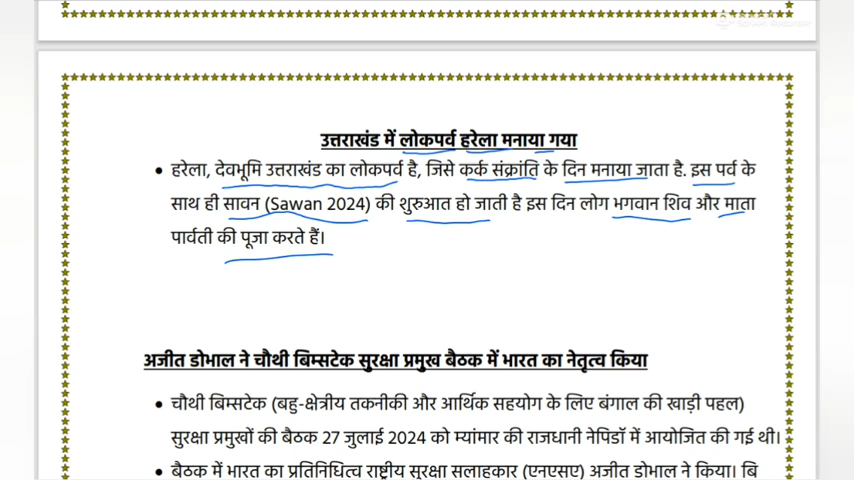 उत्तराखंड में लोकपर्व हरेला मनाया गया
• हरेला, देवभूमि उत्तराखंड का लोकपर्व है, जिसे कर्क संक्रांति के दिन मनाया जाता है. इस पर्व के
साथ ही सावन (Sawan 2024) की शुरुआत हो जाती है इस दिन लोग भगवान शिव और माता
पार्वती की पूजा करते हैं।
अजीत डोभाल ने चौथी बिम्सटेक सुरक्षा प्रमुख बैठक में भारत का नेतृत्व किया
• चौथी बिम्सटेक (बहु-क्षेत्रीय तकनीकी और आर्थिक सहयोग के लिए बंगाल की खाड़ी पहल)
सुरक्षा प्रमुखों की बैठक 27 जुलाई 2024 को म्यांमार की राजधानी नेपिडॉ में आयोजित की गई थी।
• बैठक में भारत का प्रतिनिधित्व राष्ट्रीय सुरक्षा सलाहकार (एनएसए) अजीत डोभाल ने किया। बि